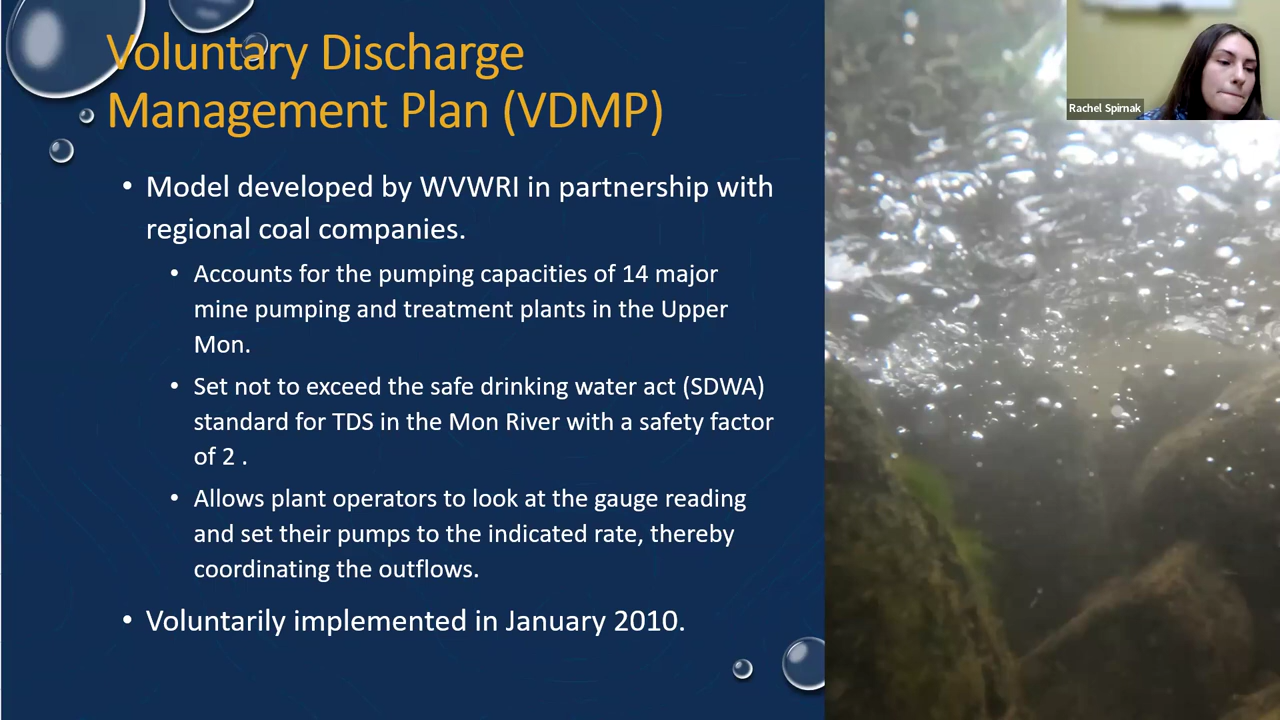 Voluntary Discharge
Management Plan (VDMP)
Rachel Spirnak
• Model developed by WVWRI in partnership with
regional coal companies.
• Accounts for the pumping capacities of 14 major
mine pumping and treatment plants in the Upper
Mon.
• Set not to exceed the safe drinking water act (SDWA)
standard for TDS in the Mon River with a safety factor
of 2 .
• Allows plant operators to look at the gauge reading
and set their pumps to the indicated rate, thereby
coordinating the outflows.
• Voluntarily implemented in January 2010.